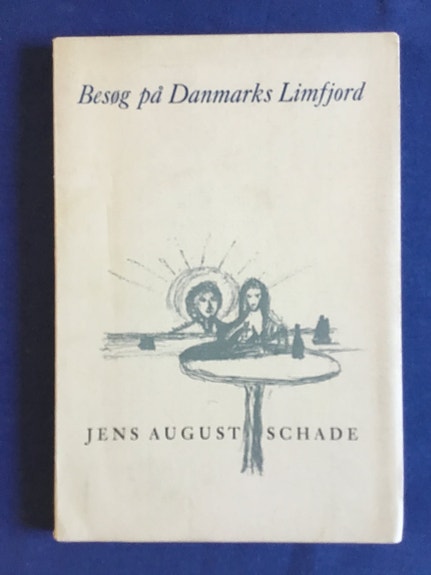 Besøg på Danmarks Limfjord
JENS AUGUST SCHADE